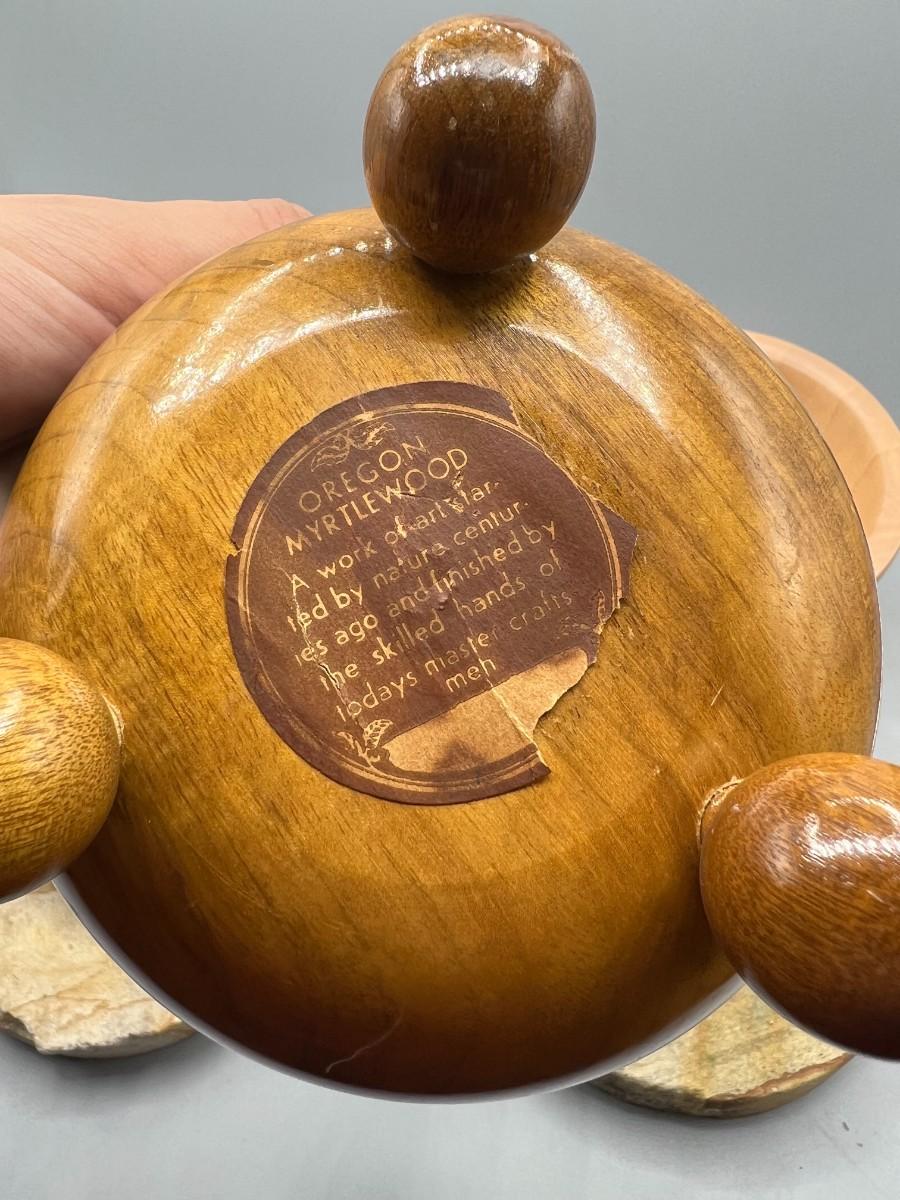 OREGON
MYRTLEWOOD
A work of art star-
ted by nature centur-
ies ago and finished by
the skilled hands of
todays master crafts
men